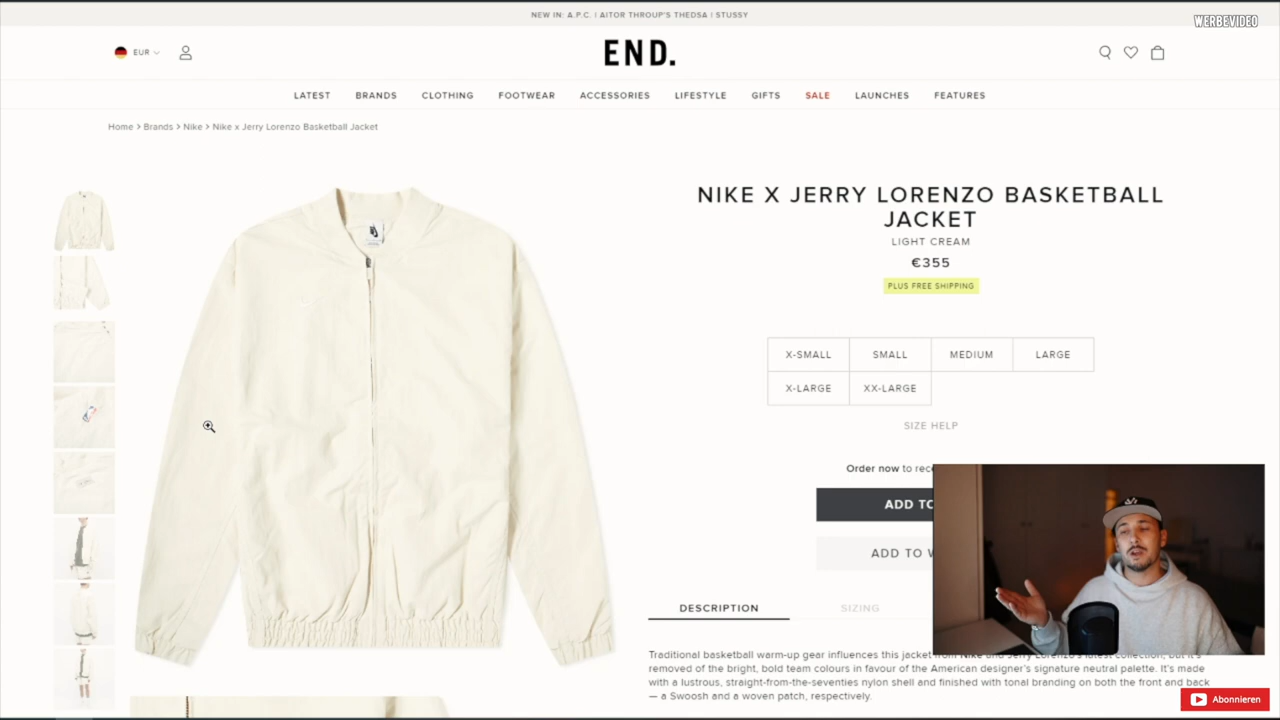 NEW IN: A.P.C. | AITOR THROUP'S THEDSA | STUSSY
WERBEVIDEO
EUR
END.
LATEST BRANDS CLOTHING FOOTWEAR ACCESSORIES LIFESTYLE GIFTS SALE LAUNCHES FEATURES
Home > Brands > Nike > Nike x Jerry Lorenzo Basketball Jacket
NIKE X JERRY LORENZO BASKETBALL
JACKET
LIGHT CREAM
€355
PLUS FREE SHIPPING
X-SMALL SMALL MEDIUM LARGE
X-LARGE XX-LARGE
SIZE HELP
Order now to rece
ADD TO
ADD TO W
DESCRIPTION SIZING
Traditional basketball warm-up gear influences this jacket from Nike and Jerry Lorenzo's latest collection, but it's
removed of the bright, bold team colours in favour of the American designer's signature neutral palette. It's made
with a lustrous, straight-from-the-seventies nylon shell and finished with tonal branding on both the front and back
— a Swoosh and a woven patch, respectively.
Abonnieren